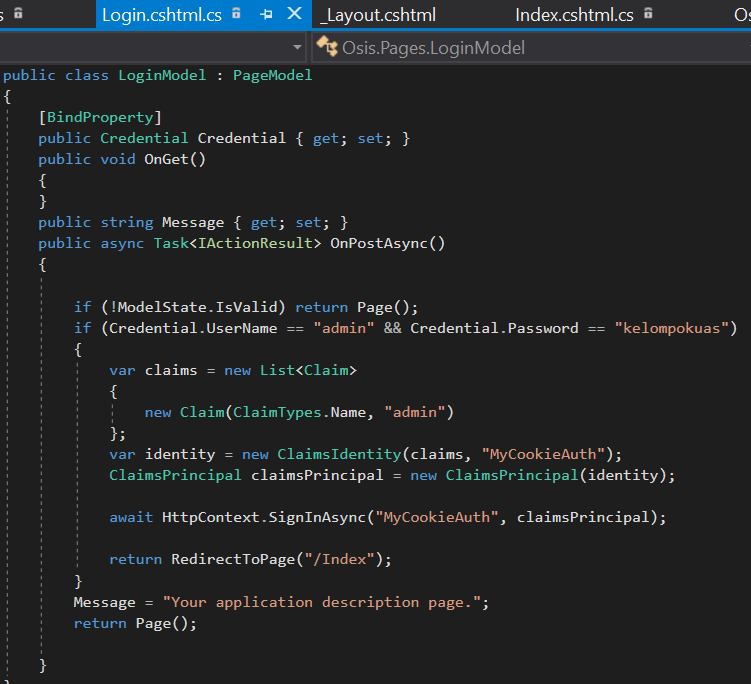 s Login.cshtml.cs _Layout.cshtml Index.cshtml.cs Os
Osis.Pages.LoginModel
public class LoginModel : PageModel
{
[BindProperty]
public Credential Credential { get; set; }
public void OnGet()
{
}
public string Message { get; set; }
public async Task<IActionResult> OnPostAsync()
{
if (!ModelState.IsValid) return Page();
if (Credential.UserName == "admin" && Credential.Password == "kelompokuas")
{
var claims = new List<Claim>
{
new Claim(ClaimTypes.Name, "admin")
};
var identity = new ClaimsIdentity(claims, "MyCookieAuth");
ClaimsPrincipal claimsPrincipal = new ClaimsPrincipal(identity);
await HttpContext.SignInAsync("MyCookieAuth", claimsPrincipal);
return RedirectToPage("/Index");
}
Message = "Your application description page.";
return Page();
}